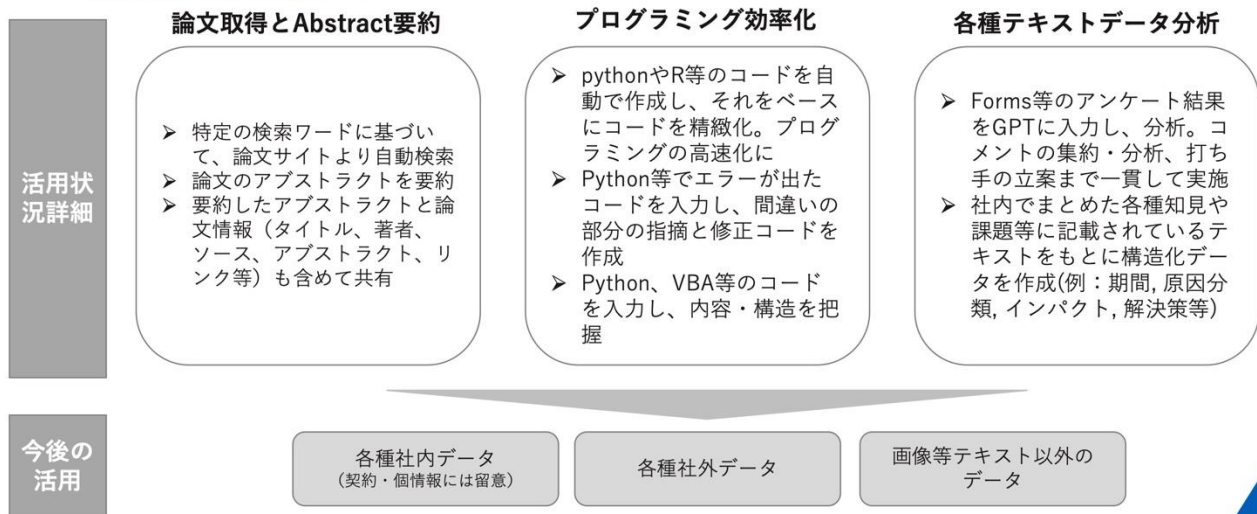 論文取得とAbstract要約
プログラミング効率化
各種テキストデータ分析
活用状
況詳細
➢ 特定の検索ワードに基づい
て、論文サイトより自動検索
➢ 論文のアブストラクトを要約
➢ 要約したアブストラクトと論
文情報（タイトル、著者、
ソース、アブストラクト、リ
ンク等）も含めて共有
➢ pythonやR等のコードを自
動で作成し、それをベース
にコードを精緻化。プログ
ラミングの高速化に
➢ Python等でエラーが出た
コードを入力し、間違いの
部分の指摘と修正コードを
作成
➢ Python、VBA等のコード
を入力し、内容・構造を把
握
➢ Forms等のアンケート結果
をGPTに入力し、分析。コ
メントの集約・分析、打ち
手の立案まで一貫して実施
➢ 社内でまとめた各種知見や
課題等に記載されているテ
キストをもとに構造化デー
タを作成(例：期間, 原因分
類, インパクト, 解決策等)
今後の
活用
各種社内データ
（契約・個情報には留意）
各種社外データ
画像等テキスト以外の
データ